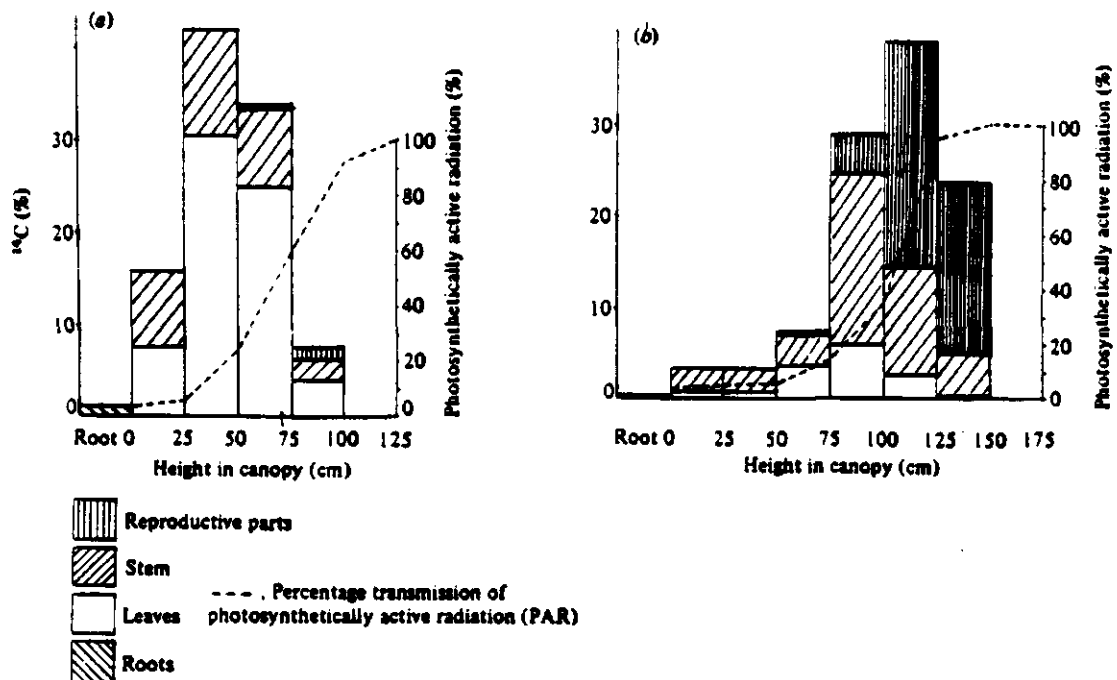 (a)
30
20
10
0
¹⁴C (%)
100
80
60
40
20
0
Photosynthetically active radiation (%)
Root 0 25 50 75 100 125
Height in canopy (cm)
(b)
30
20
10
0
100
80
60
40
20
0
Photosynthetically active radiation (%)
Root 0 25 50 75 100 125 150 175
Height in canopy (cm)
Reproductive parts
Stem
Leaves
Roots
----, Percentage transmission of
photosynthetically active radiation (PAR)